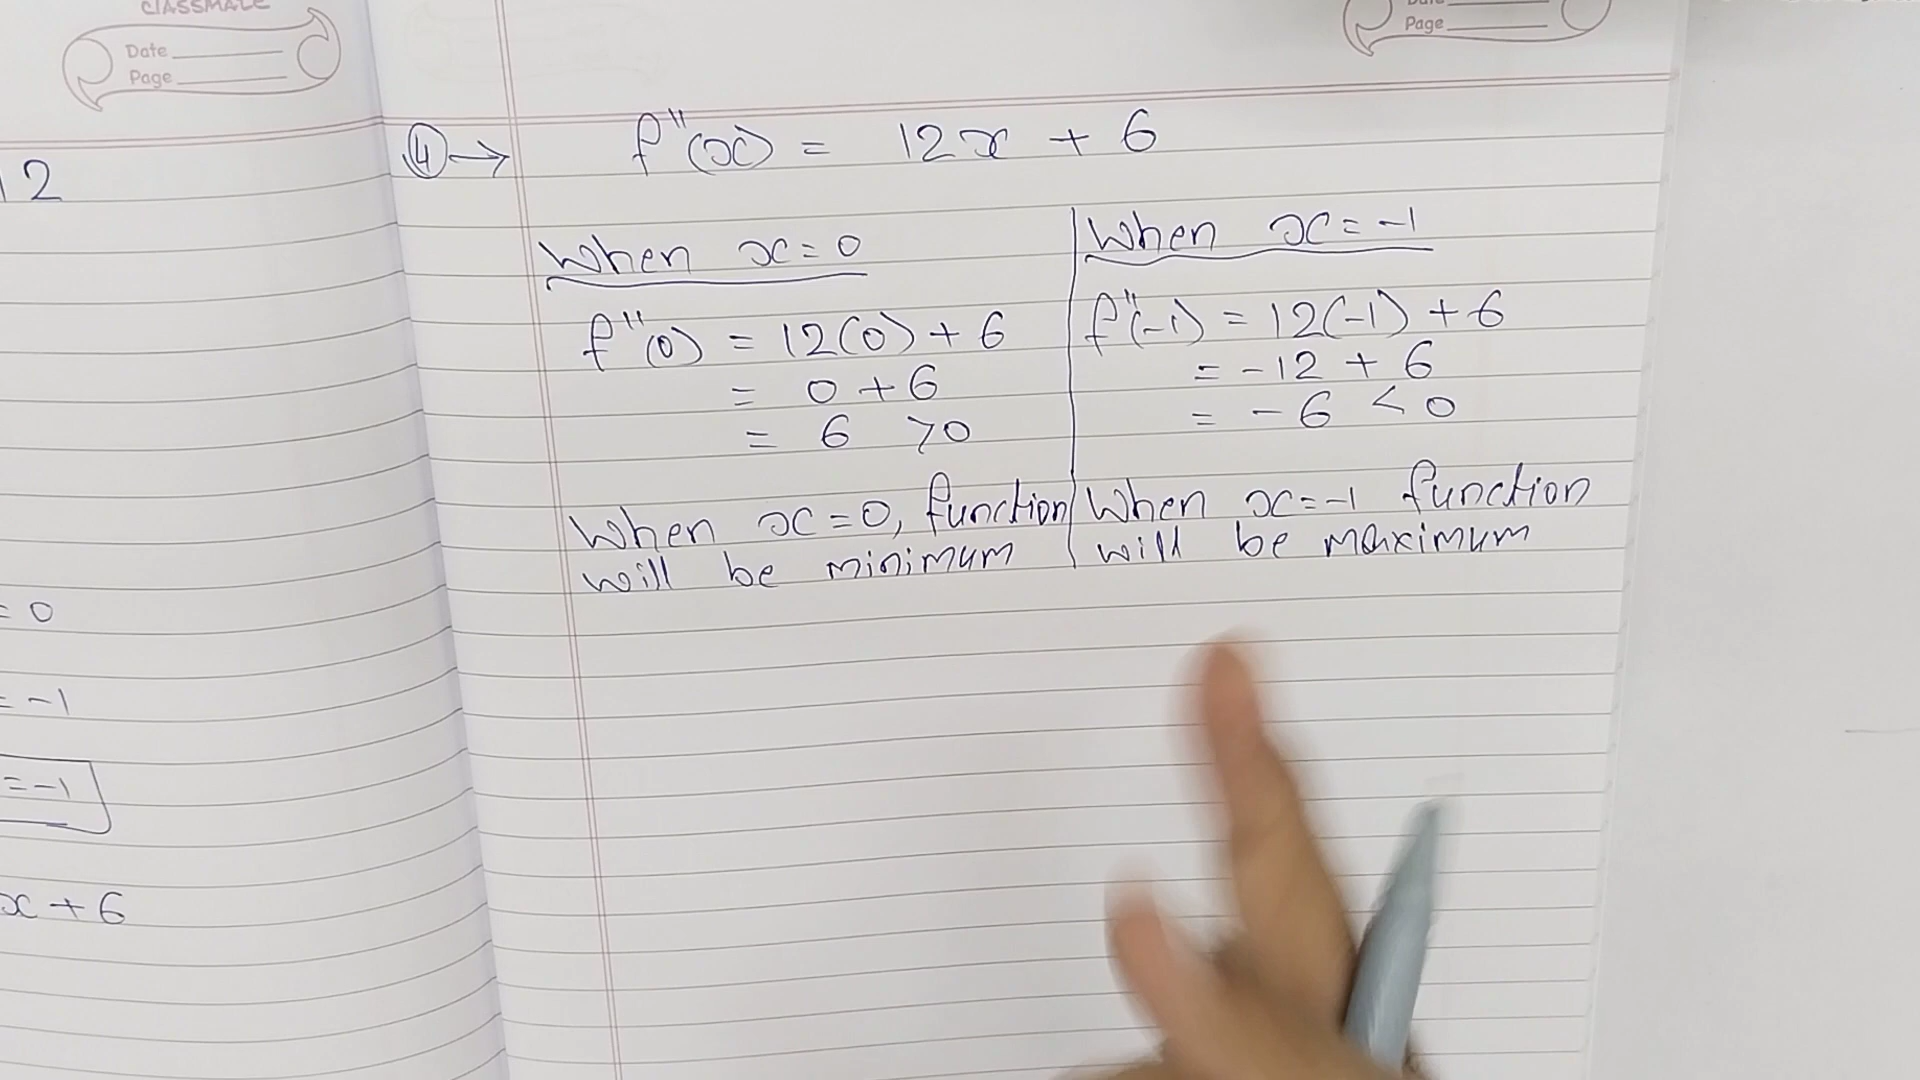 CLASSMATE
Date
Page
12
= 0
= -1
= -1
x + 6
Page
④→ f''(x) = 12x + 6
When x=0
f''(0) = 12(0) + 6
= 0 + 6
= 6 >0
When x=0, function
will be minimum
When x=-1
f''(-1) = 12(-1) + 6
= -12 + 6
= -6 < 0
When x=-1 function
will be maximum